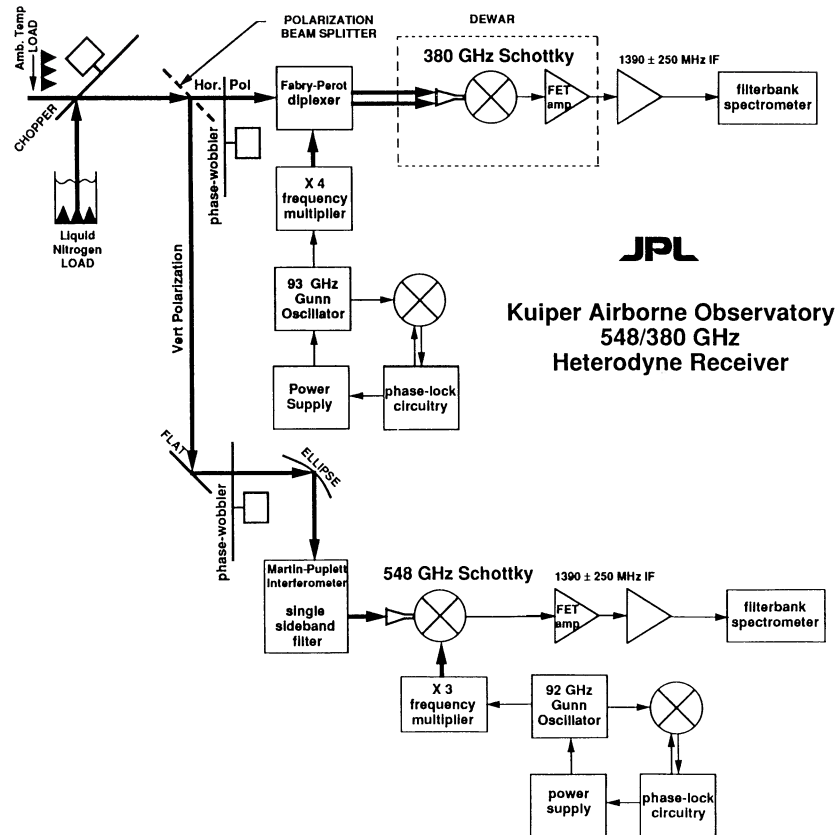 Amb. Temp
LOAD
CHOPPER
Liquid
Nitrogen
LOAD
POLARIZATION
BEAM SPLITTER
Hor. Pol
phase-wobbler
Vert Polarization
Fabry-Perot
diplexer
X 4
frequency
multiplier
93 GHz
Gunn
Oscillator
Power
Supply
phase-lock
circuitry
DEWAR
380 GHz Schottky
FET
amp
1390 ± 250 MHz IF
filterbank
spectrometer
JPL
Kuiper Airborne Observatory
548/380 GHz
Heterodyne Receiver
FLAT
phase-wobbler
ELLIPSE
Martin-Puplett
Interferometer
single
sideband
filter
548 GHz Schottky
1390 ± 250 MHz IF
FET
amp
filterbank
spectrometer
X 3
frequency
multiplier
92 GHz
Gunn
Oscillator
power
supply
phase-lock
circuitry